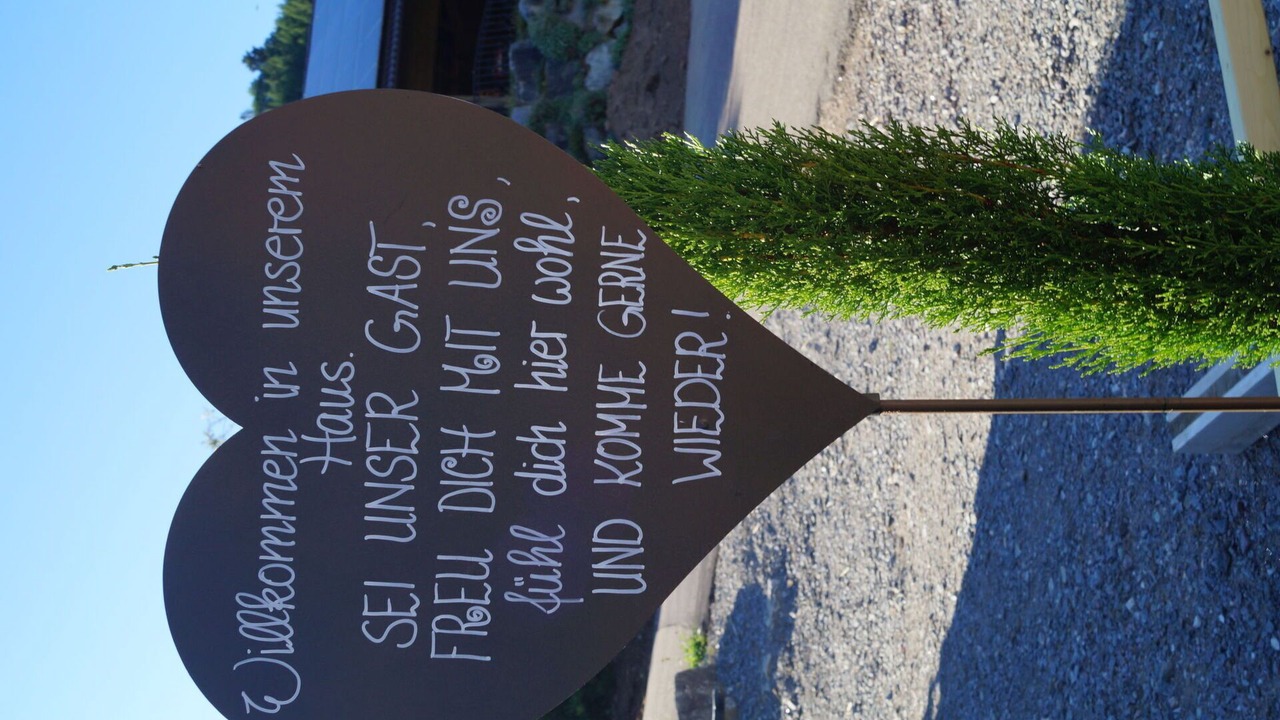 Willkommen in unserem
Haus.
SEI UNSER GAST,
FREU DICH MIT UNS,
fühl dich hier wohl,
UND KOMME GERNE
WIEDER!